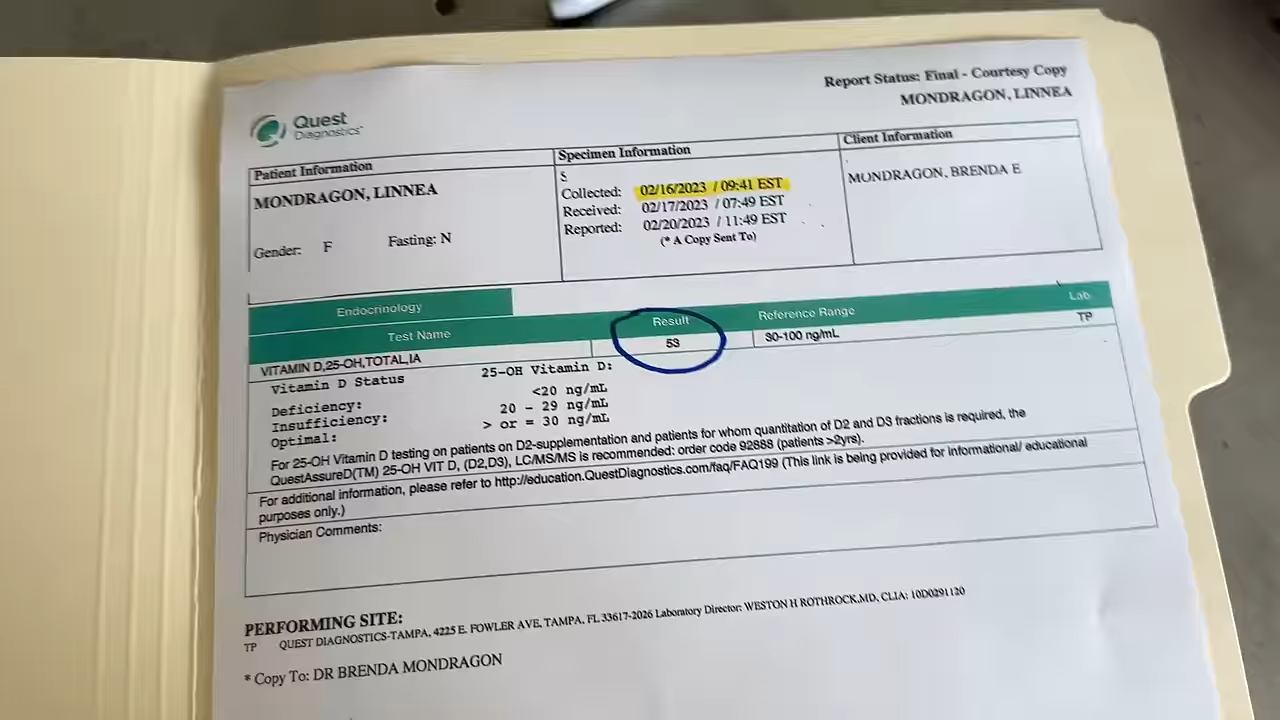 Report Status: Final - Courtesy Copy
MONDRAGON, LINNEA
Quest
Diagnostics
Patient Information
MONDRAGON, LINNEA
Gender: F Fasting: N
Specimen Information
Collected: 02/16/2023 / 09:41 EST
Received: 02/17/2023 / 07:49 EST
Reported: 02/20/2023 / 11:49 EST
(* A Copy Sent To)
Client Information
MONDRAGON, BRENDA E
Endocrinology
Test Name Result Reference Range Lab
VITAMIN D,25-OH,TOTAL,IA 53 30-100 ng/mL TP
Vitamin D Status 25-OH Vitamin D:
Deficiency: <20 ng/mL
Insufficiency: 20 - 29 ng/mL
Optimal: > or = 30 ng/mL
For 25-OH Vitamin D testing on patients on D2-supplementation and patients for whom quantitation of D2 and D3 fractions is required, the
QuestAssureD(TM) 25-OH VIT D, (D2,D3), LC/MS/MS is recommended: order code 92888 (patients >2yrs).
For additional information, please refer to http://education.QuestDiagnostics.com/faq/FAQ199 (This link is being provided for informational/ educational
purposes only.)
Physician Comments:
PERFORMING SITE:
TP QUEST DIAGNOSTICS-TAMPA, 4225 E. FOWLER AVE, TAMPA, FL 33617-2026 Laboratory Director: WESTON H ROTHROCK,MD, CLIA: 10D0291120
* Copy To: DR BRENDA MONDRAGON